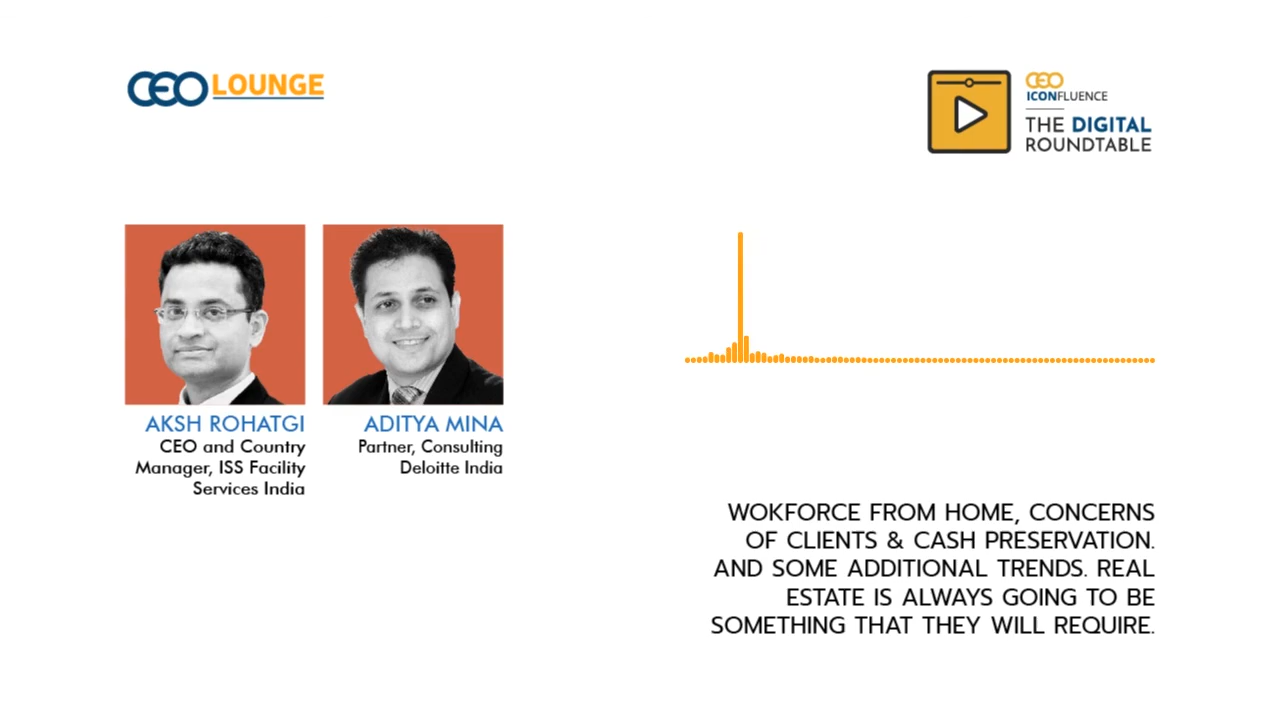 CEO LOUNGE
CEO
ICONFLUENCE
THE DIGITAL
ROUNDTABLE
AKSH ROHATGI
CEO and Country
Manager, ISS Facility
Services India
ADITYA MINA
Partner, Consulting
Deloitte India
WOKFORCE FROM HOME, CONCERNS
OF CLIENTS & CASH PRESERVATION.
AND SOME ADDITIONAL TRENDS. REAL
ESTATE IS ALWAYS GOING TO BE
SOMETHING THAT THEY WILL REQUIRE.